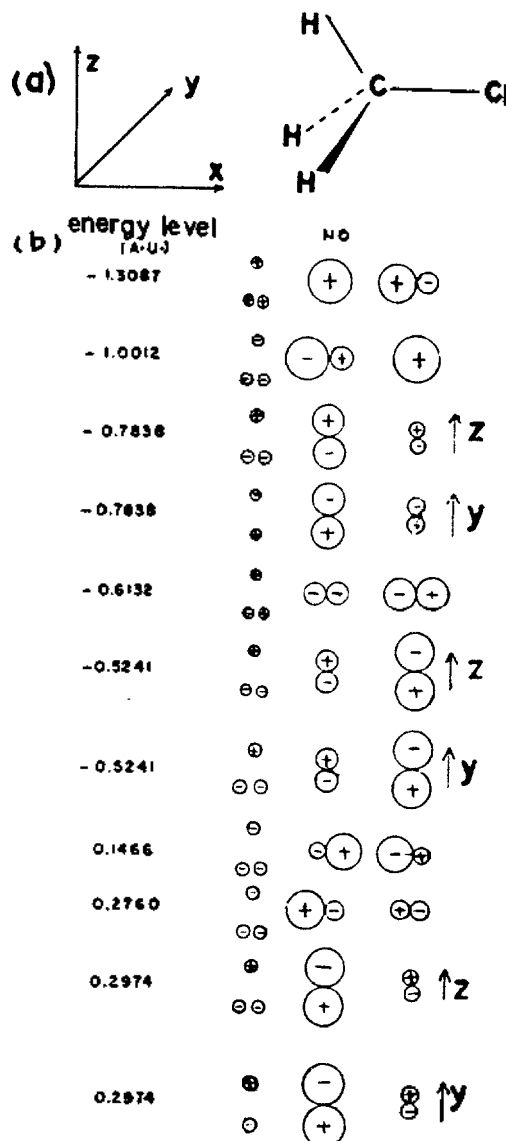 (a)
z
y
x
H
C
Cl
H
H
(b) energy level
[A.U.]
NO
- 1.3087
- 1.0012
- 0.7838
z
- 0.7838
y
- 0.6132
- 0.5241
z
- 0.5241
y
0.1466
0.2760
0.2974
z
0.2974
y